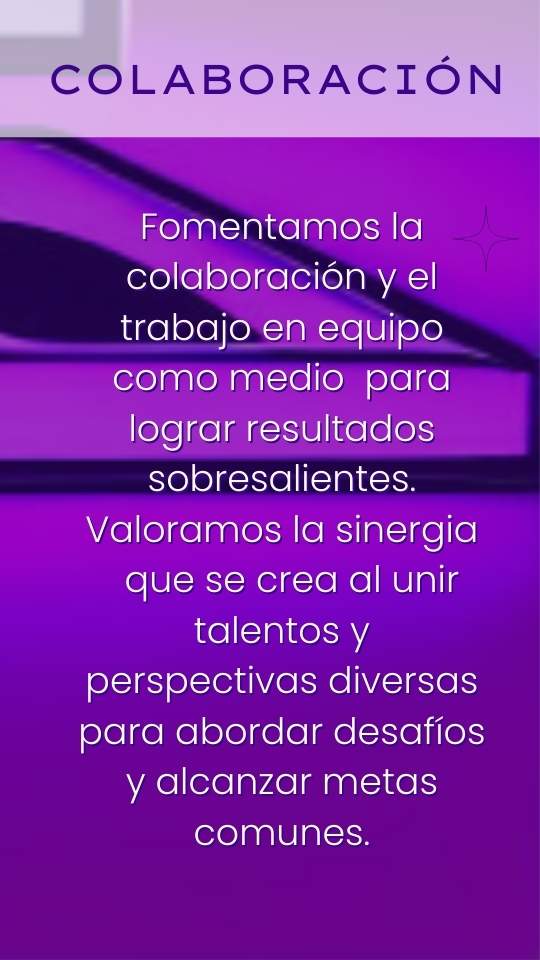 COLABORACIÓN
Fomentamos la
colaboración y el
trabajo en equipo
como medio  para
lograr resultados
sobresalientes.
Valoramos la sinergia
que se crea al unir
talentos y
perspectivas diversas
para abordar desafíos
y alcanzar metas
comunes.